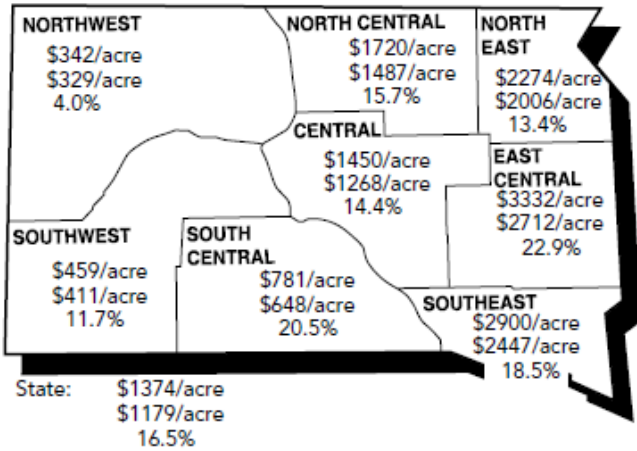 NORTHWEST
$342/acre
$329/acre
4.0%
NORTH CENTRAL
$1720/acre
$1487/acre
15.7%
NORTH
EAST
$2274/acre
$2006/acre
13.4%
CENTRAL
$1450/acre
$1268/acre
14.4%
EAST
CENTRAL
$3332/acre
$2712/acre
22.9%
SOUTHWEST
$459/acre
$411/acre
11.7%
SOUTH
CENTRAL
$781/acre
$648/acre
20.5%
SOUTHEAST
$2900/acre
$2447/acre
18.5%
State: $1374/acre
$1179/acre
16.5%